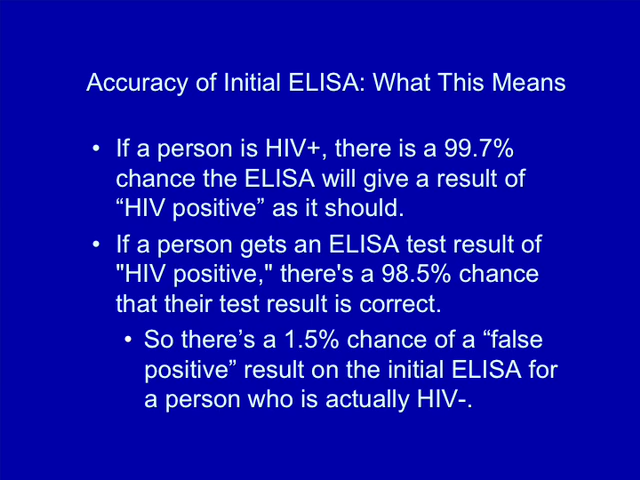 Accuracy of Initial ELISA: What This Means
• If a person is HIV+, there is a 99.7%
chance the ELISA will give a result of
“HIV positive” as it should.
• If a person gets an ELISA test result of
"HIV positive," there's a 98.5% chance
that their test result is correct.
• So there’s a 1.5% chance of a “false
positive” result on the initial ELISA for
a person who is actually HIV-.